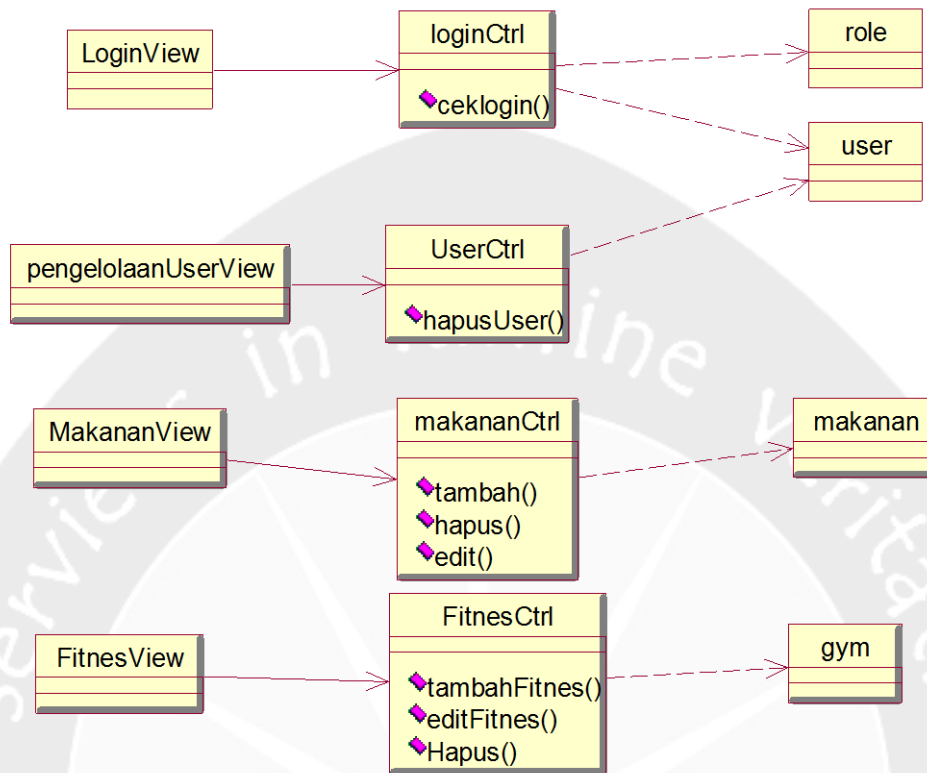 LoginView
loginCtrl
ceklogin()
role
user
pengelolaanUserView
UserCtrl
hapusUser()
MakananView
makananCtrl
tambah()
hapus()
edit()
makanan
FitnesView
FitnesCtrl
tambahFitnes()
editFitnes()
Hapus()
gym
in